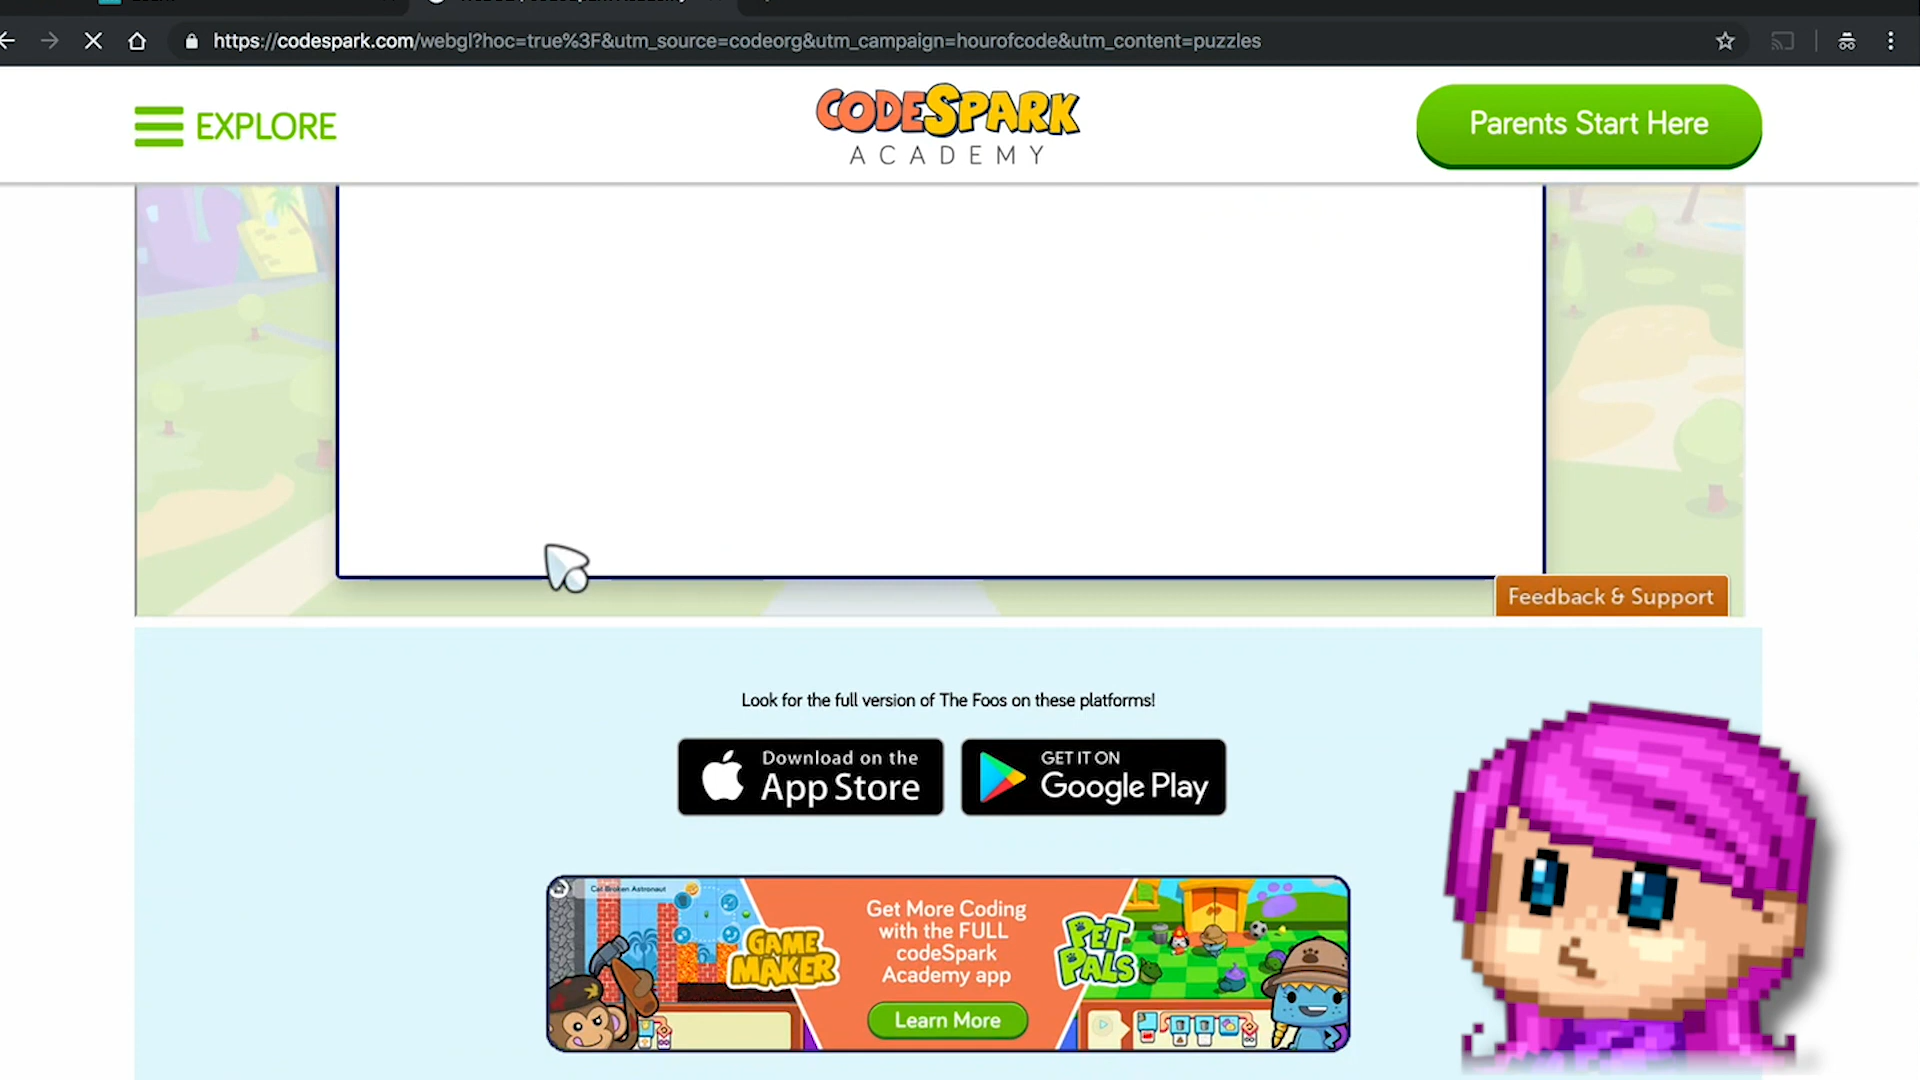 https://codespark.com/webgl?hoc=true%3F&utm_source=codeorg&utm_campaign=hourofcode&utm_content=puzzles
EXPLORE
CODESPARK
ACADEMY
Parents Start Here
Feedback & Support
Look for the full version of The Foos on these platforms!
Download on the
App Store
GET IT ON
Google Play
Cat Broken Astronaut
GAME
MAKER
Get More Coding
with the FULL
codeSpark
Academy app
Learn More
PET
PALS